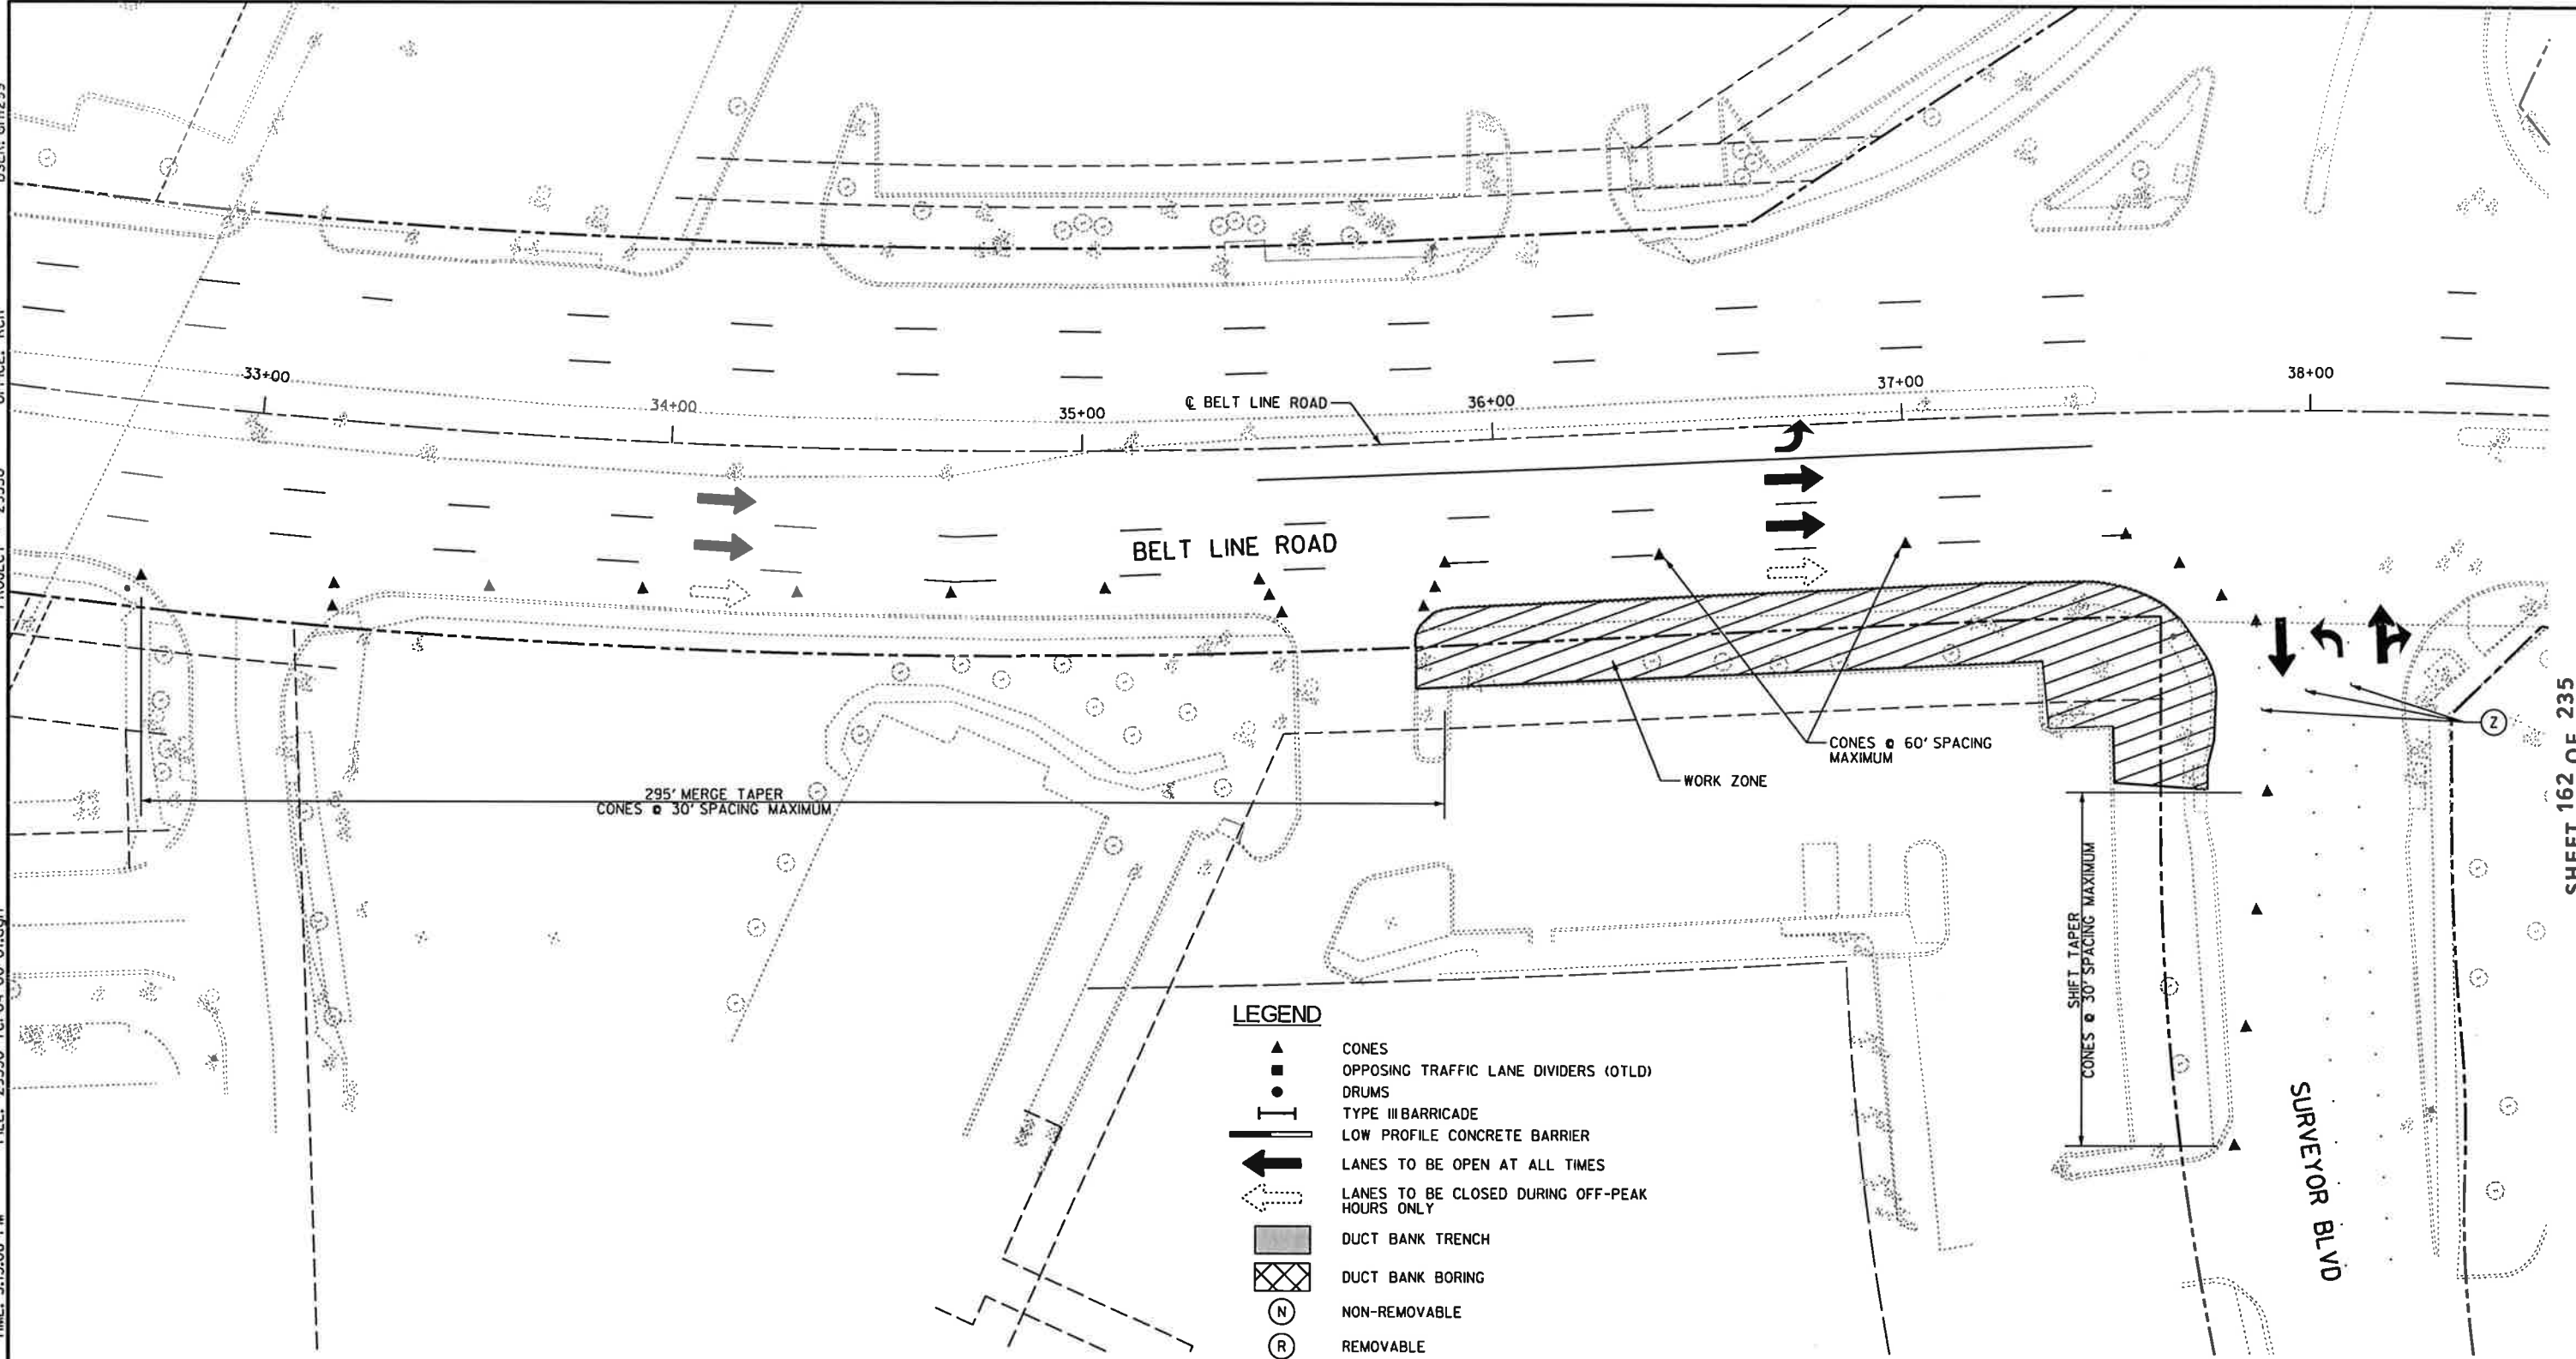 33+00
34+00
35+00
℄ BELT LINE ROAD
36+00
37+00
38+00
BELT LINE ROAD
Z
CONES @ 60' SPACING
MAXIMUM
WORK ZONE
295' MERGE TAPER
CONES @ 30' SPACING MAXIMUM
SHIFT TAPER
CONES @ 30' SPACING MAXIMUM
SURVEYOR BLVD
SHEET 162 OF 235
LEGEND
CONES
OPPOSING TRAFFIC LANE DIVIDERS (OTLD)
DRUMS
TYPE III BARRICADE
LOW PROFILE CONCRETE BARRIER
LANES TO BE OPEN AT ALL TIMES
LANES TO BE CLOSED DURING OFF-PEAK
HOURS ONLY
DUCT BANK TRENCH
DUCT BANK BORING
N NON-REMOVABLE
R REMOVABLE